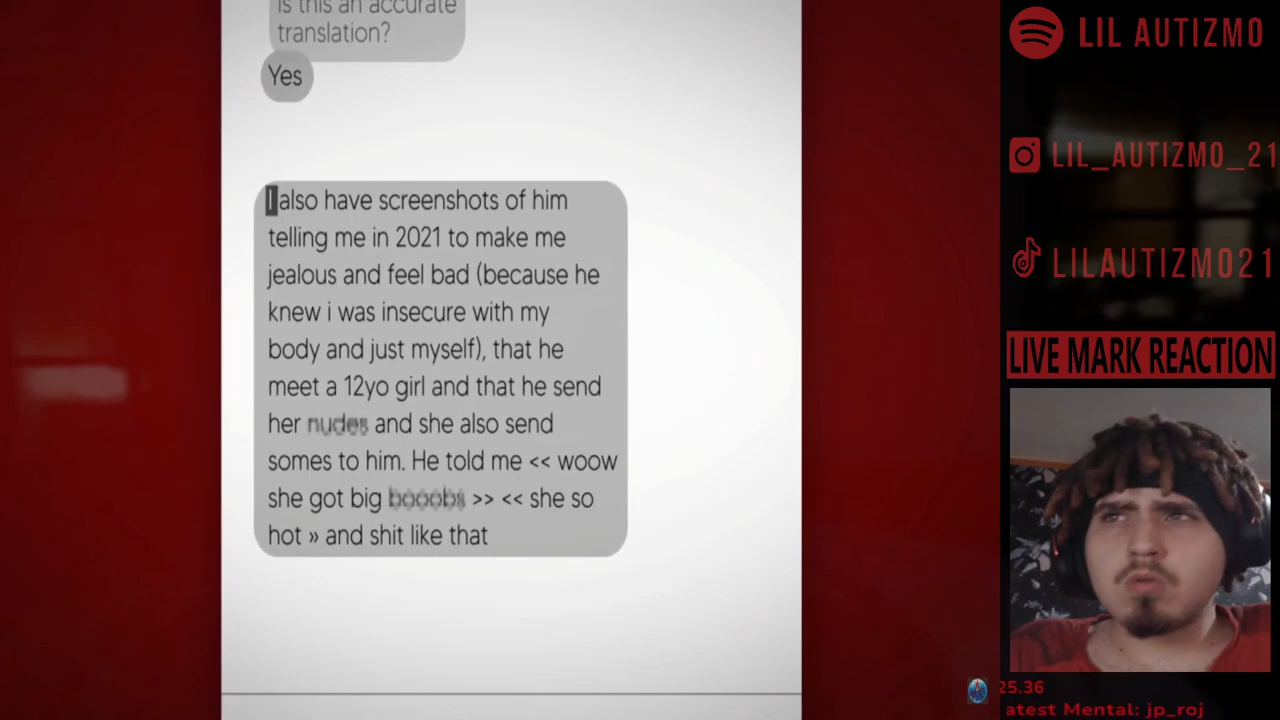 is this an accurate
translation?
Yes
I also have screenshots of him
telling me in 2021 to make me
jealous and feel bad (because he
knew i was insecure with my
body and just myself), that he
meet a 12yo girl and that he send
her nudes and she also send
somes to him. He told me << woow
she got big booobs >> << she so
hot » and shit like that
LIL AUTIZMO
LIL_AUTIZMO_21
LILAUTIZMO21
LIVE MARK REACTION
25.36
atest Mental: jp_roj